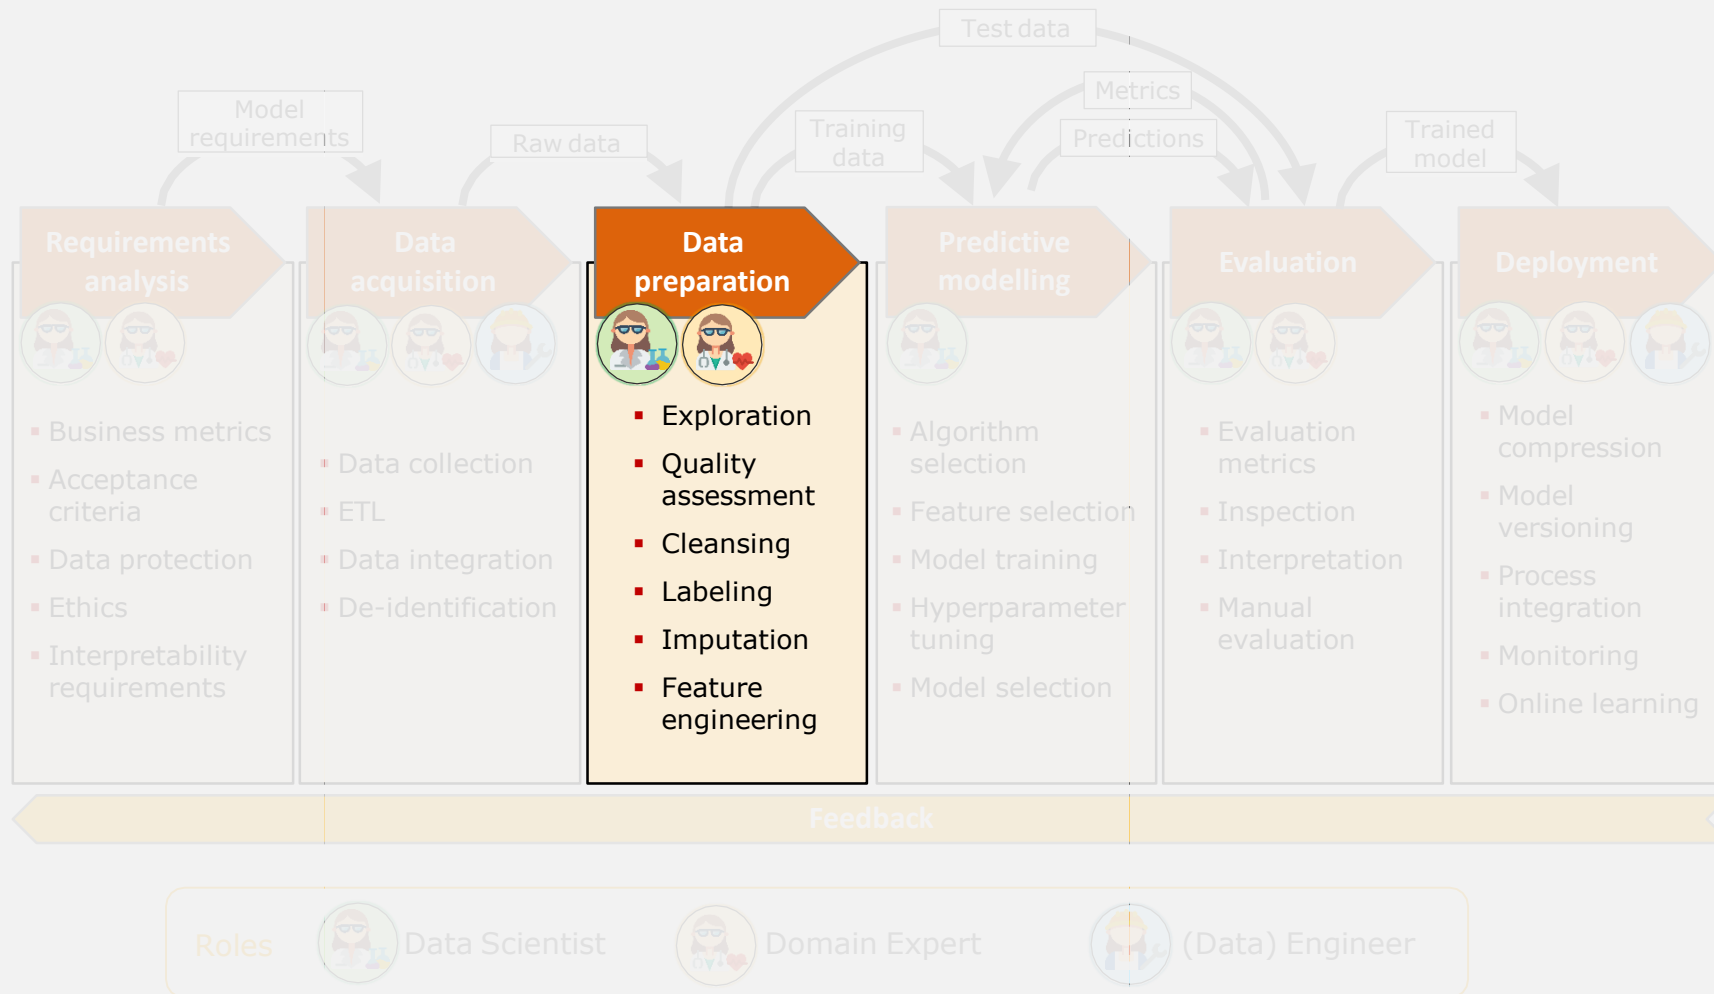 Test data
Metrics
Model
requirements
Raw data
Training
data
Predictions
Trained
model
Requirements
analysis
▪ Business metrics
▪ Acceptance
criteria
▪ Data protection
▪ Ethics
▪ Interpretability
requirements
Data
acquisition
▪ Data collection
▪ ETL
▪ Data integration
▪ De-identification
Data
preparation
▪ Exploration
▪ Quality
assessment
▪ Cleansing
▪ Labeling
▪ Imputation
▪ Feature
engineering
Predictive
modelling
▪ Algorithm
selection
▪ Feature selection
▪ Model training
▪ Hyperparameter
tuning
▪ Model selection
Evaluation
▪ Evaluation
metrics
▪ Inspection
▪ Interpretation
▪ Manual
evaluation
Deployment
▪ Model
compression
▪ Model
versioning
▪ Process
integration
▪ Monitoring
▪ Online learning
Feedback
Roles
Data Scientist
Domain Expert
(Data) Engineer